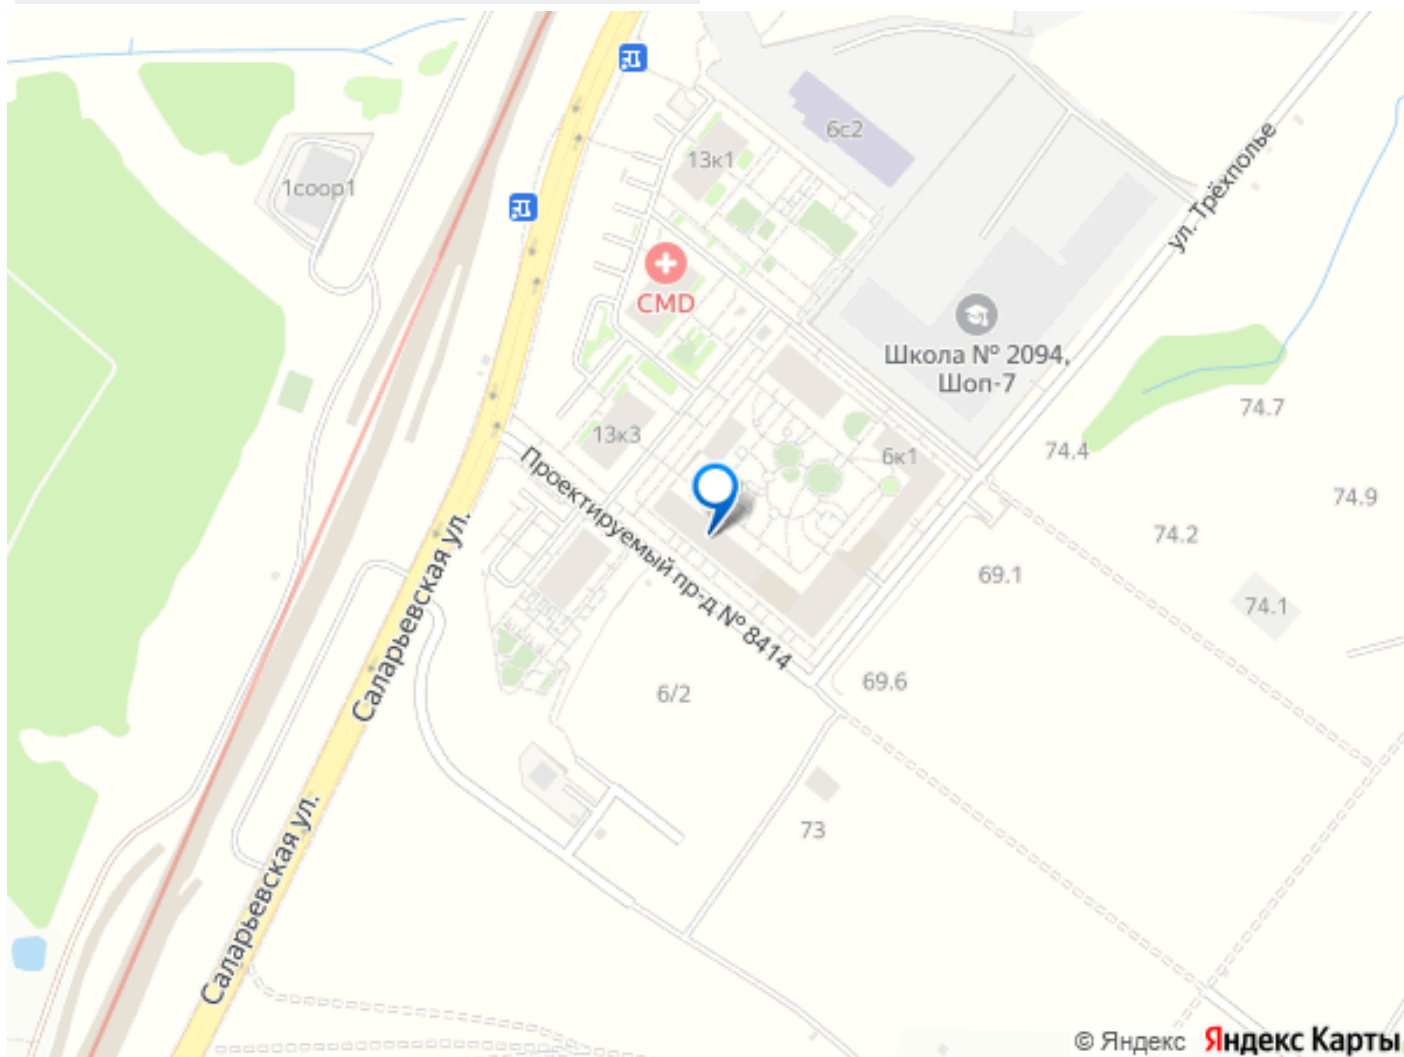 6с2
13к1
1соор1
ул. Трёхполье
CMD
Школа № 2094,
Шоп-7
74.7
13к3
6к1
74.4
74.9
Проектируемый пр-д № 8414
74.2
69.1
74.1
Саларьевская ул.
69.6
6/2
73
Саларьевская ул.
© Яндекс Яндекс Карты